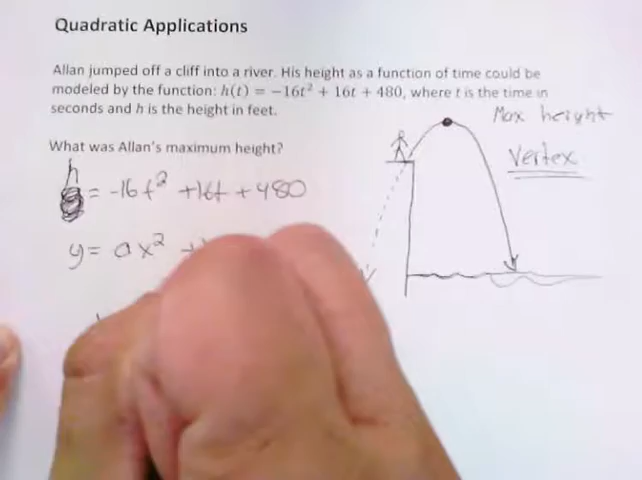 Quadratic Applications
Allan jumped off a cliff into a river. His height as a function of time could be
modeled by the function: h(t) = −16t² + 16t + 480, where t is the time in
seconds and h is the height in feet.
Max height
What was Allan's maximum height?
Vertex
h = -16t² +16t +480
y = ax² +